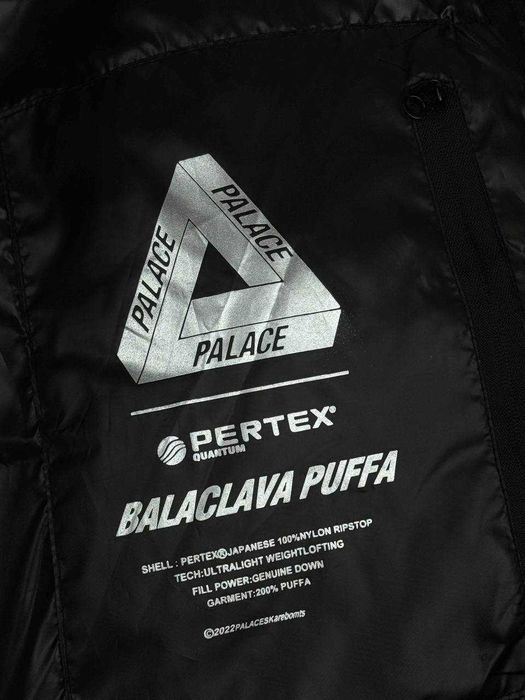 PALACE
PALACE
PALACE
PERTEX®
QUANTUM
BALACLAVA PUFFA
SHELL : PERTEX®JAPANESE 100%NYLON RIPSTOP
TECH:ULTRALIGHT WEIGHTLOFTING
FILL POWER:GENUINE DOWN
GARMENT:200% PUFFA
©2022PALACESKarebomts